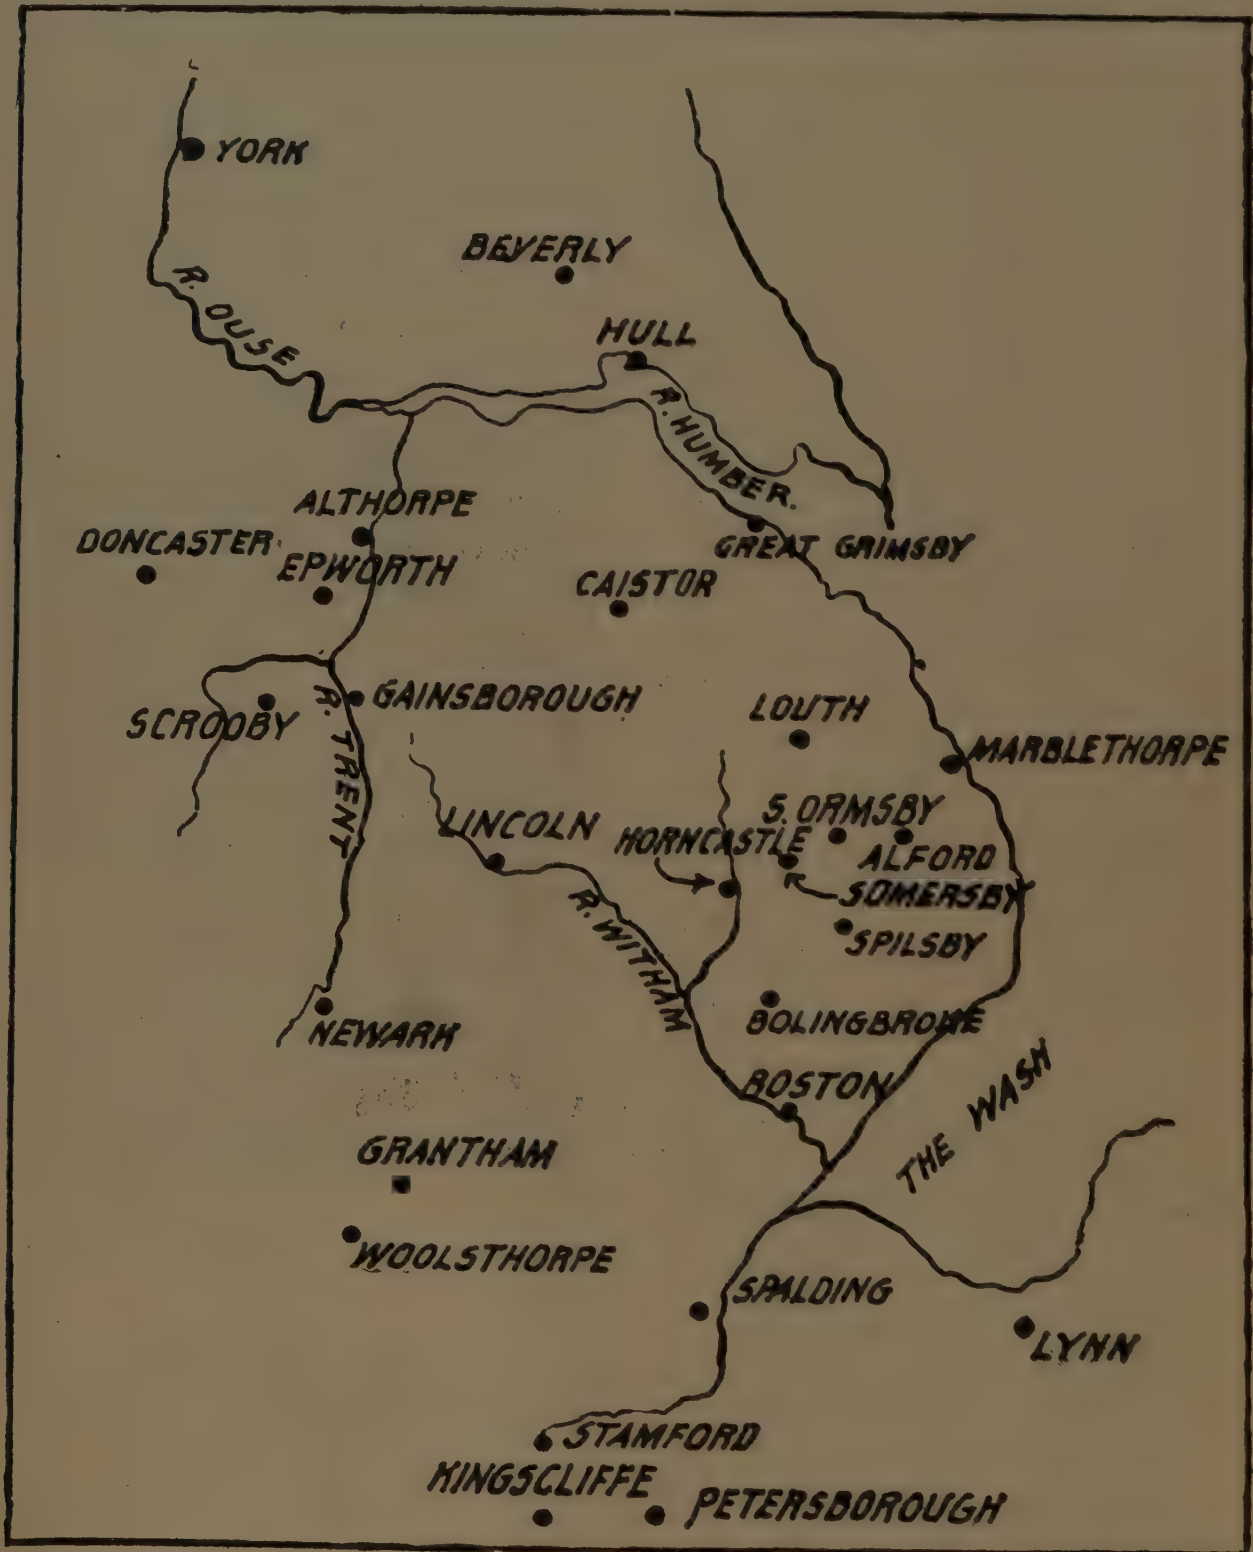 YORK
BEVERLY
R. OUSE
HULL
R. HUMBER.
ALTHORPE
DONCASTER
GREAT GRIMSBY
EPWORTH
CAISTOR
SCROOBY
R. TRENT
GAINSBOROUGH
LOUTH
MARBLETHORPE
LINCOLN
HORNCASTLE
S. ORMSBY
ALFORD
SOMERSBY
R. WITHAM
SPILSBY
NEWARK
BOLINGBROKE
BOSTON
THE WASH
GRANTHAM
WOOLSTHORPE
SPALDING
LYNN
STAMFORD
KINGSCLIFFE
PETERSBOROUGH